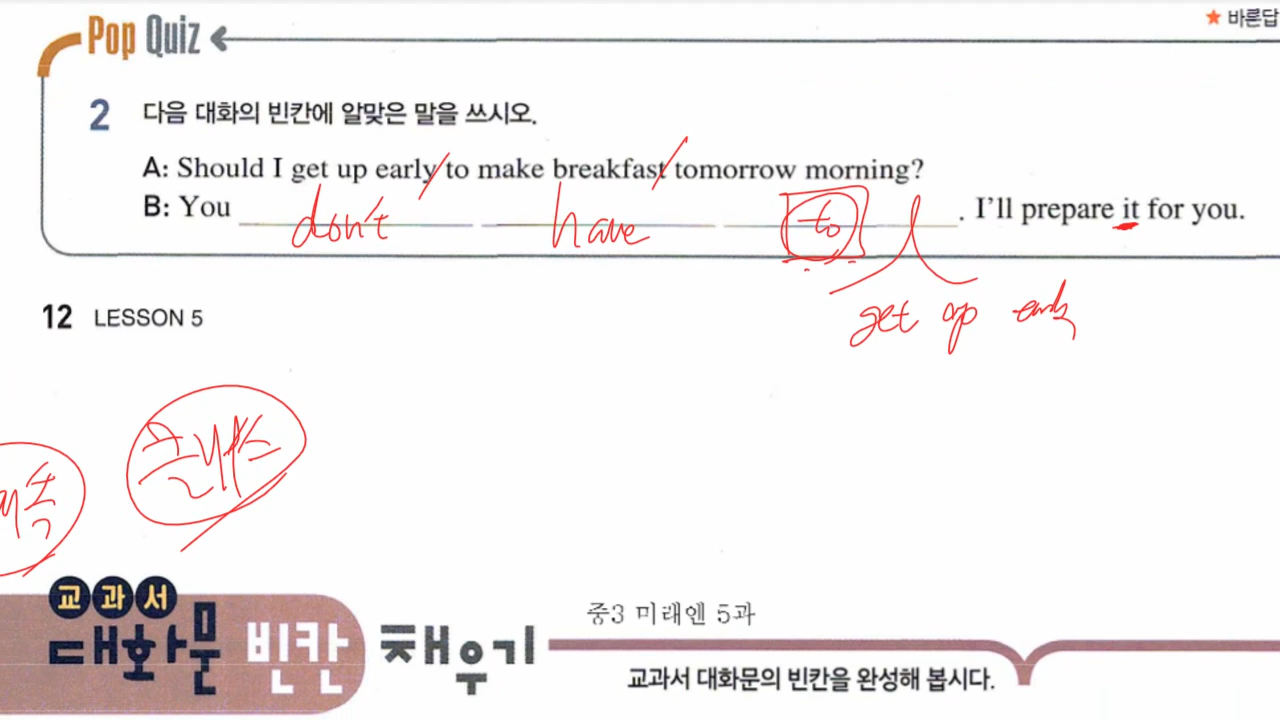 Pop Quiz
★ 바른답
2 다음 대화의 빈칸에 알맞은 말을 쓰시오.
A: Should I get up early to make breakfast tomorrow morning?
B: You don't have to . I'll prepare it for you.
get up early
12 LESSON 5
교과서
대화문 빈칸 채우기
중3 미래엔 5과
교과서 대화문의 빈칸을 완성해 봅시다.